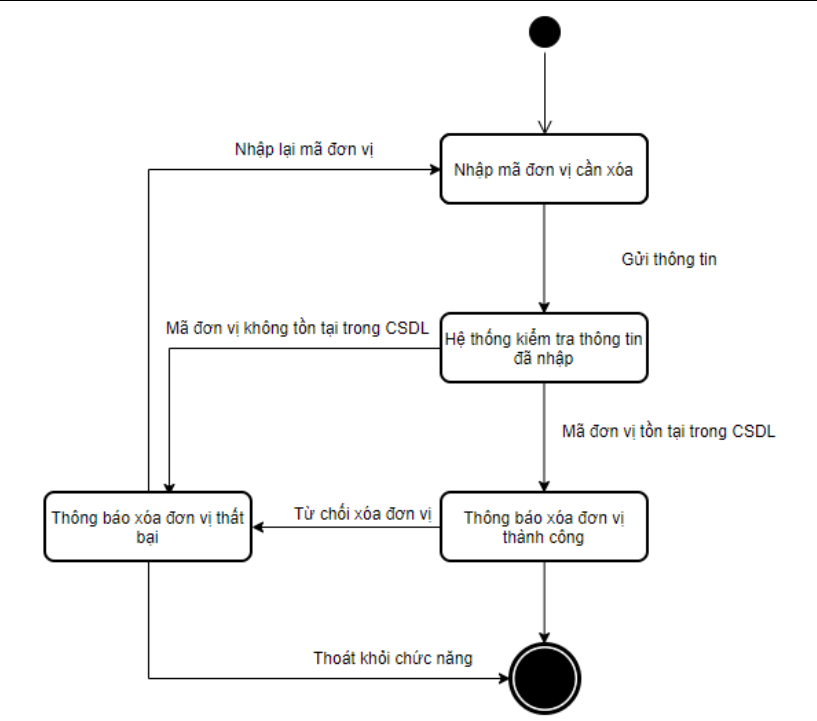 Nhập lại mã đơn vị
Nhập mã đơn vị cần xóa
Gửi thông tin
Mã đơn vị không tồn tại trong CSDL
Hệ thống kiểm tra thông tin
đã nhập
Mã đơn vị tồn tại trong CSDL
Thông báo xóa đơn vị thất
bại
Từ chối xóa đơn vị
Thông báo xóa đơn vị
thành công
Thoát khỏi chức năng